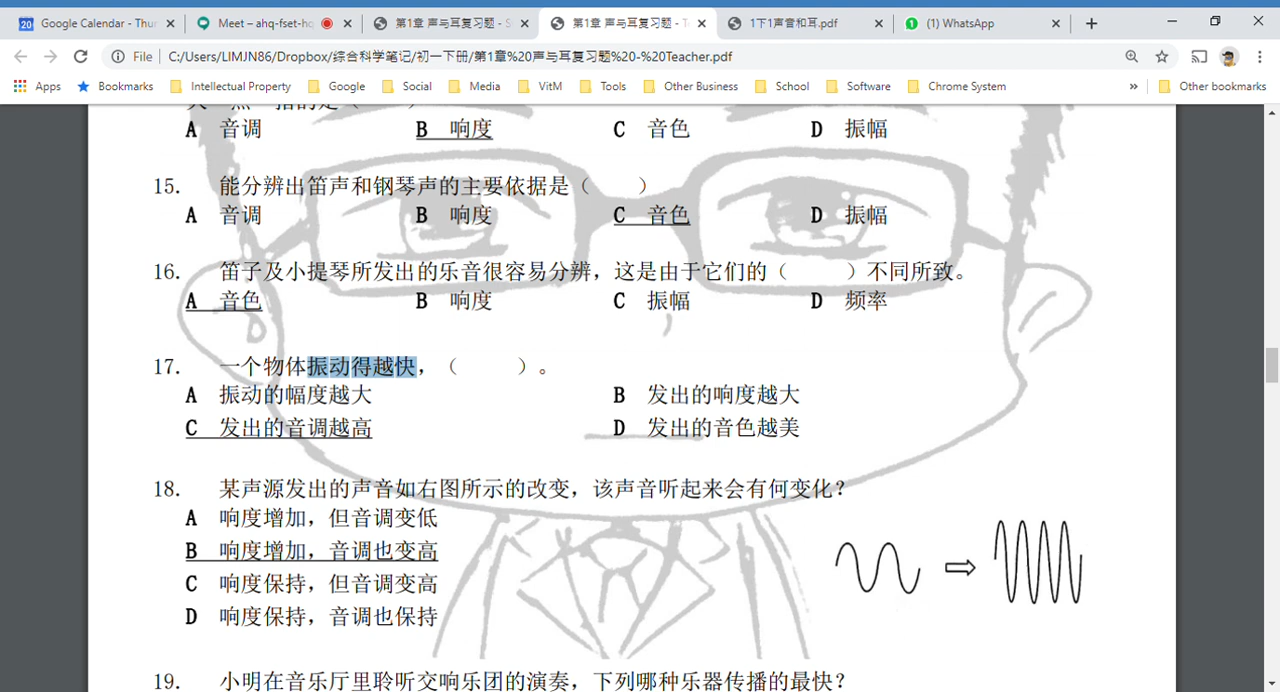 Google Calendar - Thur
Meet – ahq-fset-hq
第1章 声与耳复习题 - S
第1章 声与耳复习题 - T
1下1声音和耳.pdf
(1) WhatsApp
File
C:/Users/LIMJN86/Dropbox/综合科学笔记/初一下册/第1章%20声与耳复习题%20-%20Teacher.pdf
Apps Bookmarks Intellectual Property Google Social Media VitM Tools Other Business School Software Chrome System » Other bookmarks
A 音调 B 响度 C 音色 D 振幅
15. 能分辨出笛声和钢琴声的主要依据是（ ）
A 音调 B 响度 C 音色 D 振幅
16. 笛子及小提琴所发出的乐音很容易分辨，这是由于它们的（ ）不同所致。
A 音色 B 响度 C 振幅 D 频率
17. 一个物体振动得越快，（ ）。
A 振动的幅度越大 B 发出的响度越大
C 发出的音调越高 D 发出的音色越美
18. 某声源发出的声音如右图所示的改变，该声音听起来会有何变化？
A 响度增加，但音调变低
B 响度增加，音调也变高
C 响度保持，但音调变高
D 响度保持，音调也保持
19. 小明在音乐厅里聆听交响乐团的演奏，下列哪种乐器传播的最快？